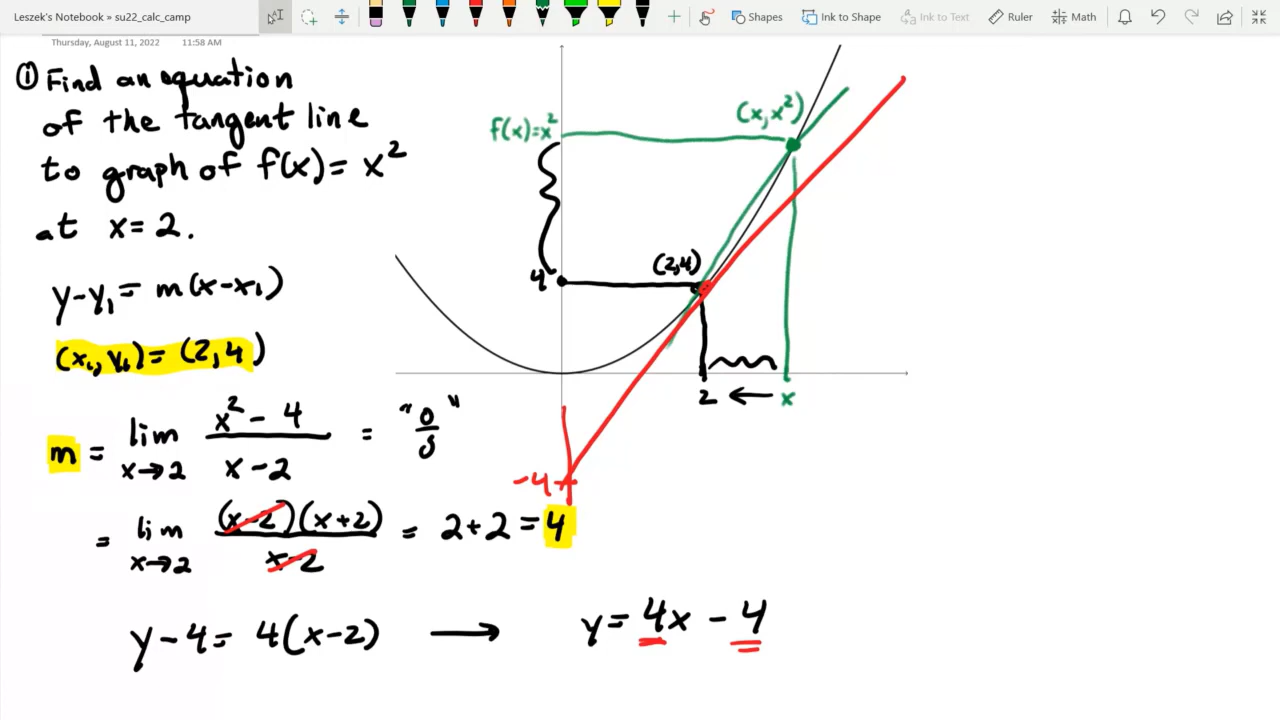 Leszek's Notebook » su22_calc_camp
Shapes
Ink to Shape
Ink to Text
Ruler
Math
Thursday, August 11, 2022 11:58 AM
① Find an equation
of the tangent line
to graph of f(x) = x²
at x = 2.
y - y₁ = m(x - x₁)
(x₁, y₁) = (2, 4)
m = lim x→2 (x² - 4)/(x - 2) = "0/0"
= lim x→2 (x-2)(x+2)/(x-2) = 2+2 = 4
y - 4 = 4(x-2) → y = 4x - 4
f(x)=x²
(x, x²)
4
(2,4)
2 ← x
-4